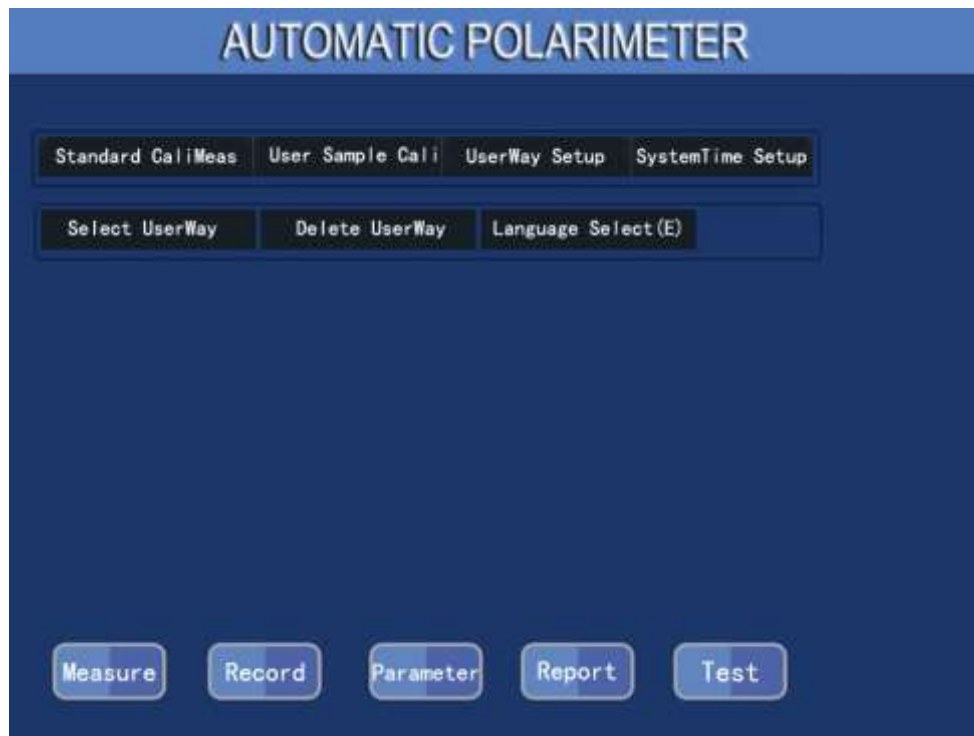 AUTOMATIC POLARIMETER
Standard CaliMeas User Sample Cali UserWay Setup SystemTime Setup
Select UserWay Delete UserWay Language Select(E)
Measure Record Parameter Report Test